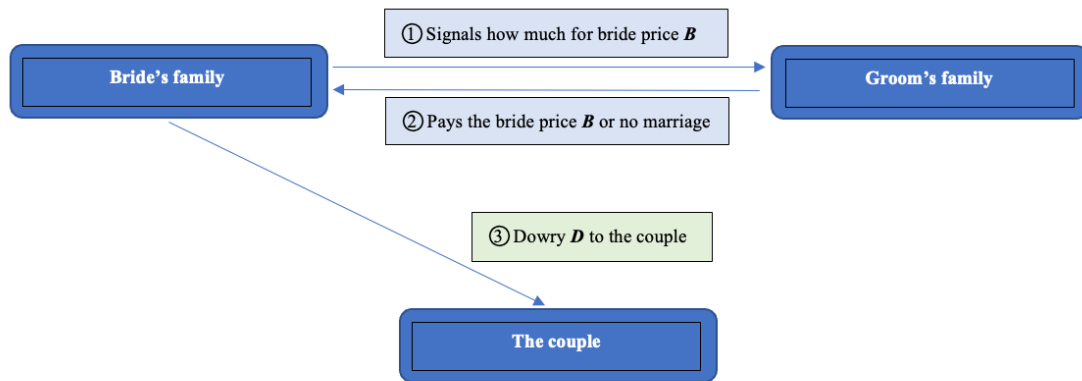 ① Signals how much for bride price B
Bride's family
Groom's family
② Pays the bride price B or no marriage
③ Dowry D to the couple
The couple